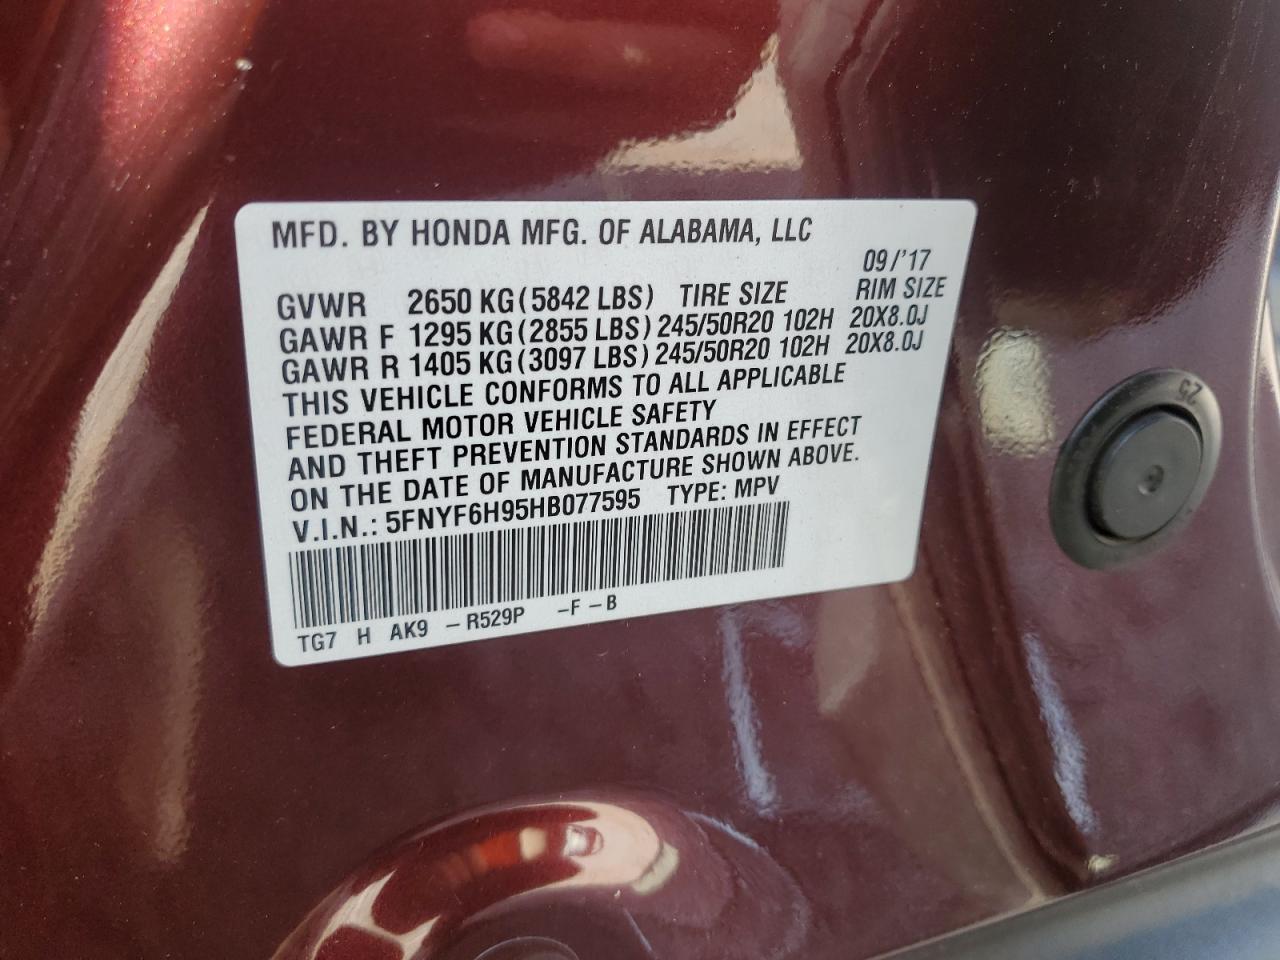 MFD. BY HONDA MFG. OF ALABAMA, LLC
09/'17
GVWR 2650 KG (5842 LBS) TIRE SIZE RIM SIZE
GAWR F 1295 KG (2855 LBS) 245/50R20 102H 20X8.0J
GAWR R 1405 KG (3097 LBS) 245/50R20 102H 20X8.0J
THIS VEHICLE CONFORMS TO ALL APPLICABLE
FEDERAL MOTOR VEHICLE SAFETY
AND THEFT PREVENTION STANDARDS IN EFFECT
ON THE DATE OF MANUFACTURE SHOWN ABOVE.
V.I.N.: 5FNYF6H95HB077595 TYPE: MPV
TG7 H AK9 – R529P –F –B
25